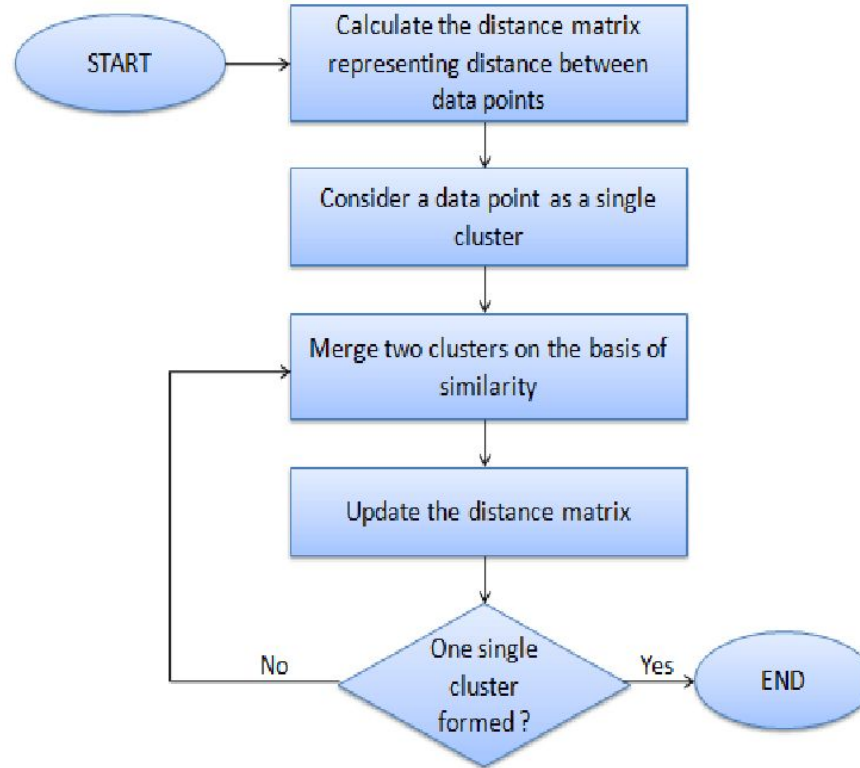 START
Calculate the distance matrix
representing distance between
data points
Consider a data point as a single
cluster
Merge two clusters on the basis of
similarity
Update the distance matrix
One single
cluster
formed ?
No
Yes
END